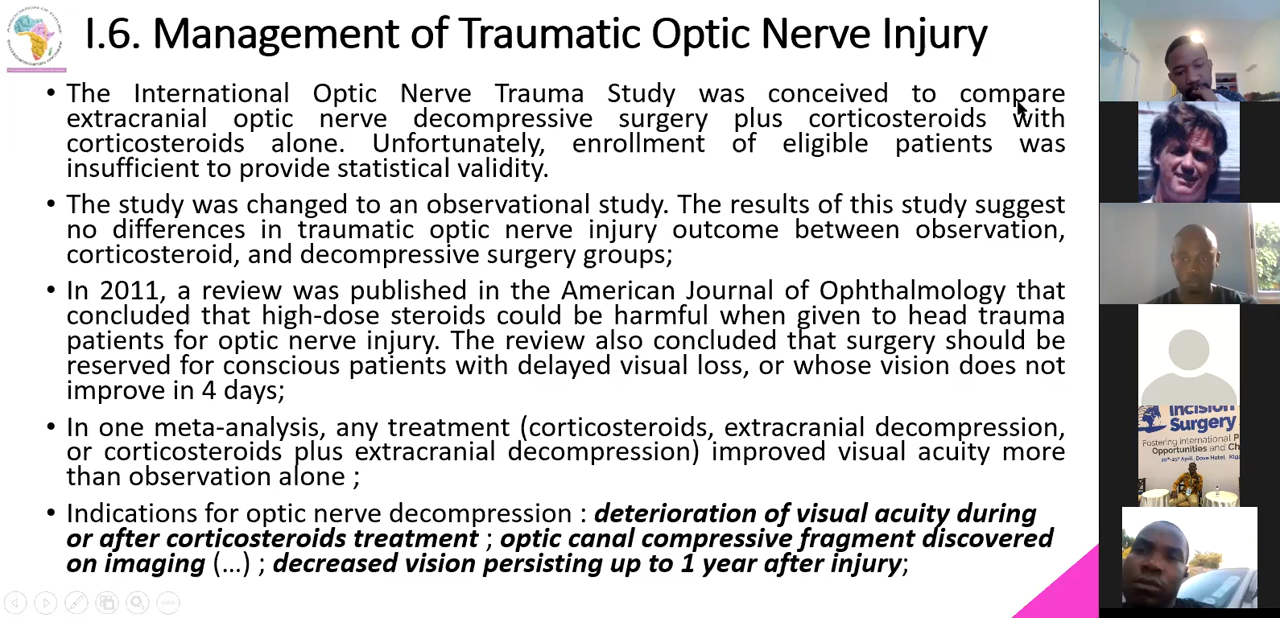 I.6. Management of Traumatic Optic Nerve Injury
• The International Optic Nerve Trauma Study was conceived to compare
extracranial optic nerve decompressive surgery plus corticosteroids with
corticosteroids alone. Unfortunately, enrollment of eligible patients was
insufficient to provide statistical validity.
• The study was changed to an observational study. The results of this study suggest
no differences in traumatic optic nerve injury outcome between observation,
corticosteroid, and decompressive surgery groups;
• In 2011, a review was published in the American Journal of Ophthalmology that
concluded that high-dose steroids could be harmful when given to head trauma
patients for optic nerve injury. The review also concluded that surgery should be
reserved for conscious patients with delayed visual loss, or whose vision does not
improve in 4 days;
• In one meta-analysis, any treatment (corticosteroids, extracranial decompression,
or corticosteroids plus extracranial decompression) improved visual acuity more
than observation alone ;
• Indications for optic nerve decompression : deterioration of visual acuity during
or after corticosteroids treatment ; optic canal compressive fragment discovered
on imaging (...) ; decreased vision persisting up to 1 year after injury;
Incision
Surgery
Fostering International P
Opportunities and Ch
April, Dove Hotel, Kig